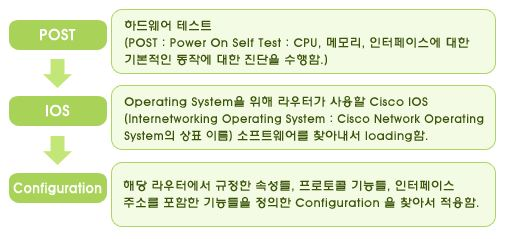 POST
하드웨어 테스트
(POST : Power On Self Test : CPU, 메모리, 인터페이스에 대한
기본적인 동작에 대한 진단을 수행함.)
IOS
Operating System을 위해 라우터가 사용할 Cisco IOS
(Internetworking Operating System : Cisco Network Operating
System의 상표 이름) 소프트웨어를 찾아내서 loading함.
Configuration
해당 라우터에서 규정한 속성들, 프로토콜 기능들, 인터페이스
주소를 포함한 기능들을 정의한 Configuration 을 찾아서 적용함.